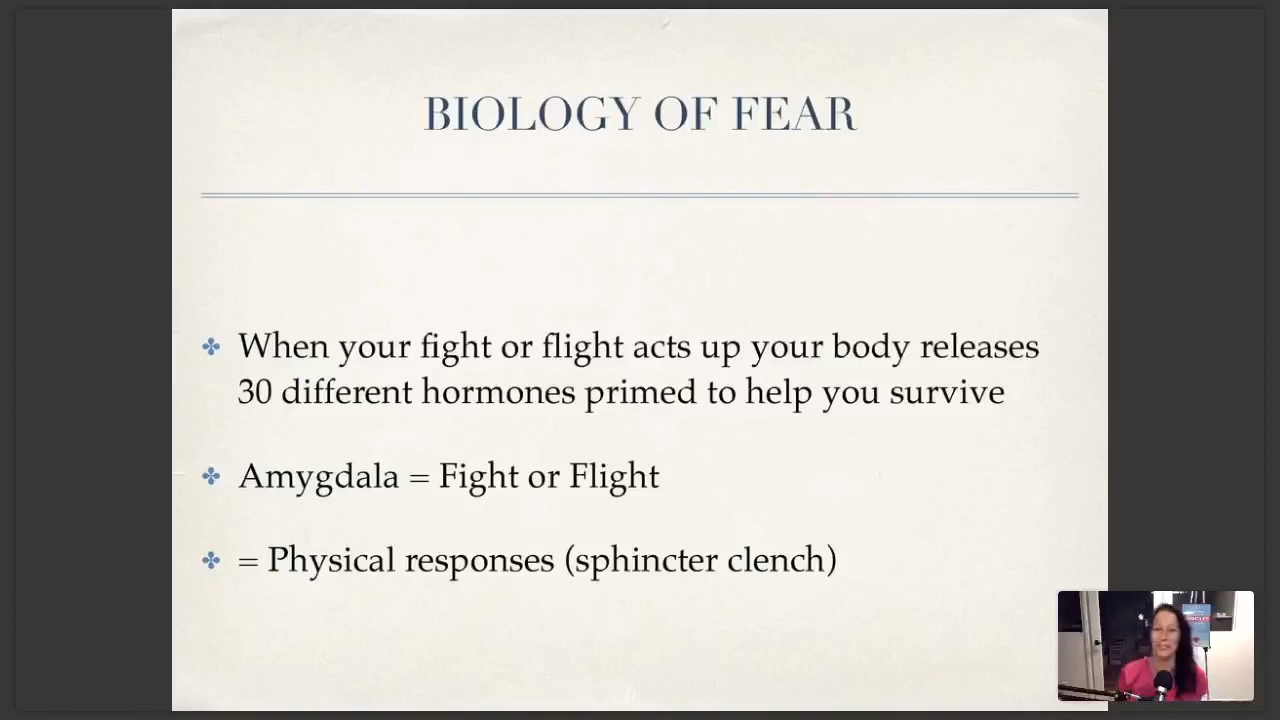 BIOLOGY OF FEAR
When your fight or flight acts up your body releases
30 different hormones primed to help you survive
Amygdala = Fight or Flight
= Physical responses (sphincter clench)